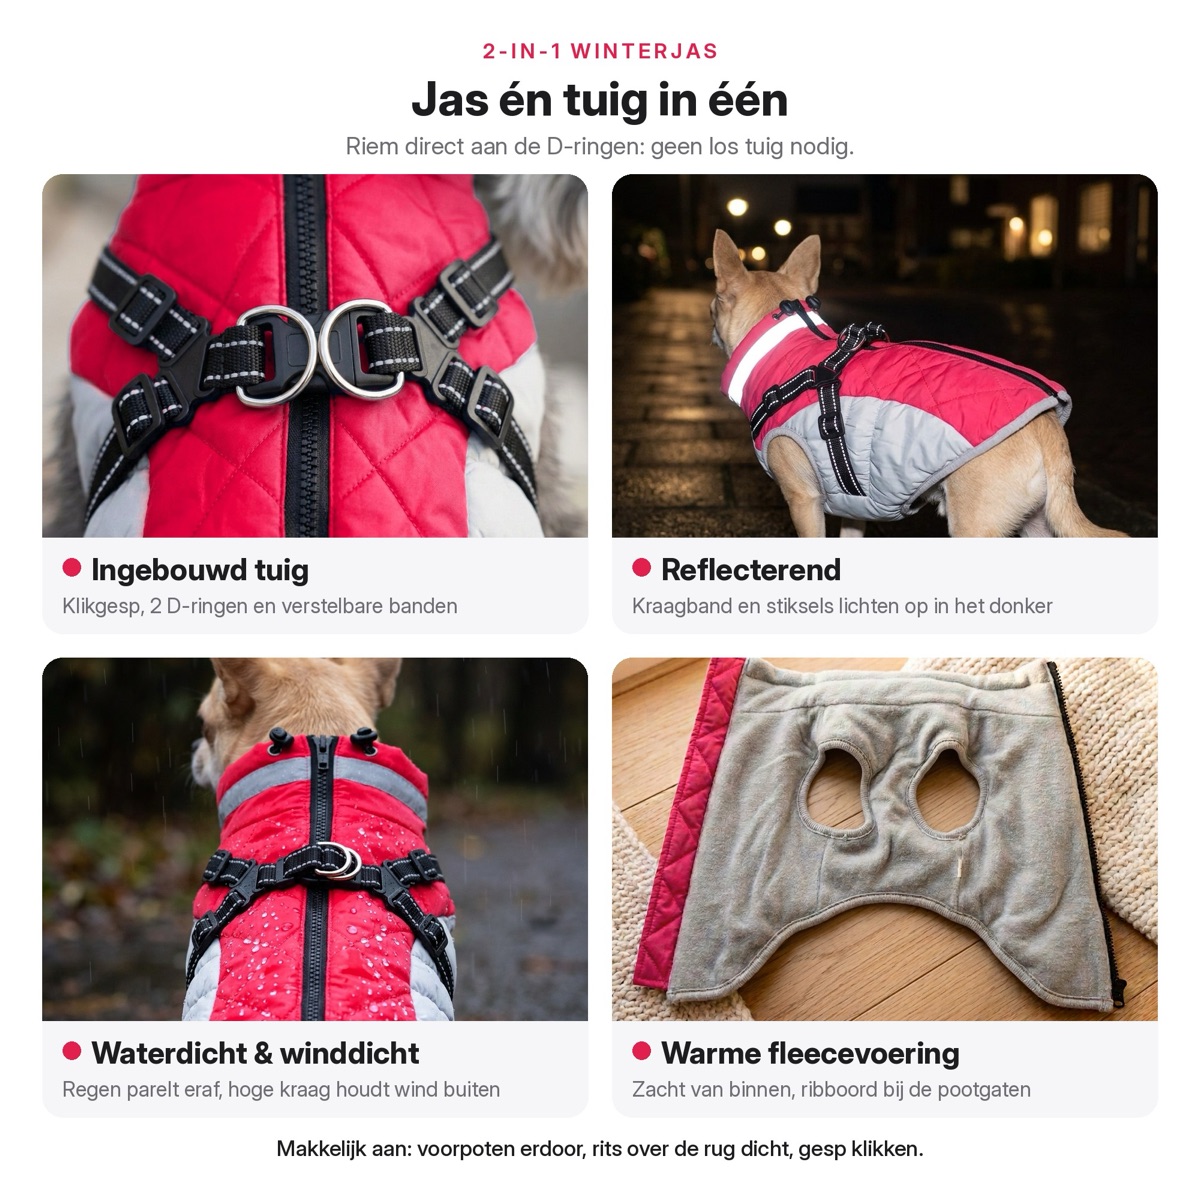 2-IN-1 WINTERJAS
Jas én tuig in één
Riem direct aan de D-ringen: geen los tuig nodig.
Ingebouwd tuig
Klikgesp, 2 D-ringen en verstelbare banden
Reflecterend
Kraagband en stiksels lichten op in het donker
Waterdicht & winddicht
Regen parelt eraf, hoge kraag houdt wind buiten
Warme fleecevoering
Zacht van binnen, ribboord bij de pootgaten
Makkelijk aan: voorpoten erdoor, rits over de rug dicht, gesp klikken.